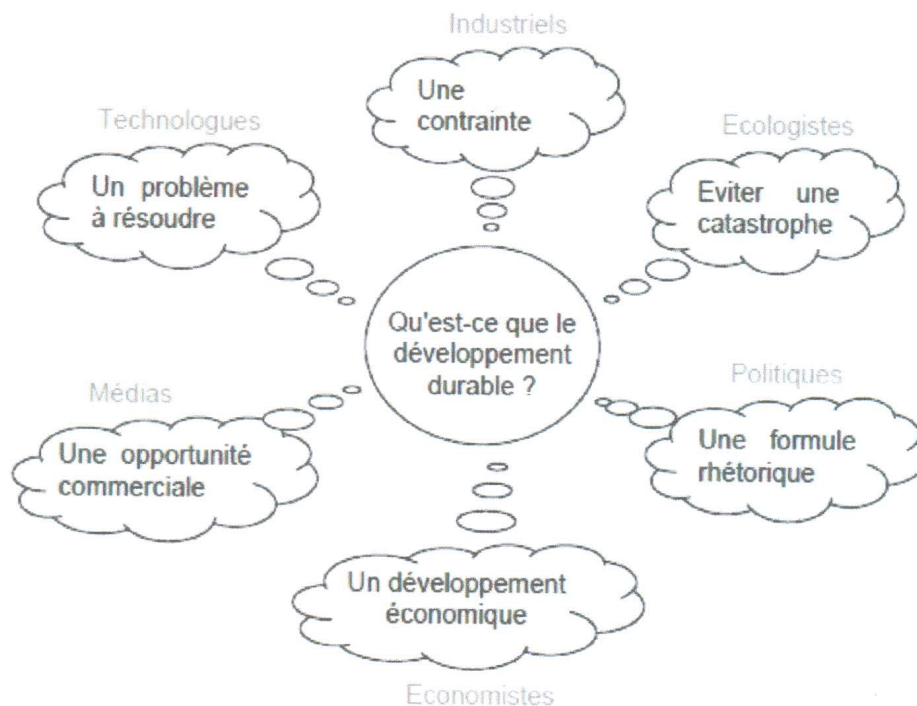 Industriels
Une
contrainte
Technologues
Un problème
à résoudre
Ecologistes
Eviter une
catastrophe
Qu'est-ce que le
développement
durable ?
Médias
Une opportunité
commerciale
Politiques
Une formule
rhétorique
Un développement
économique
Economistes